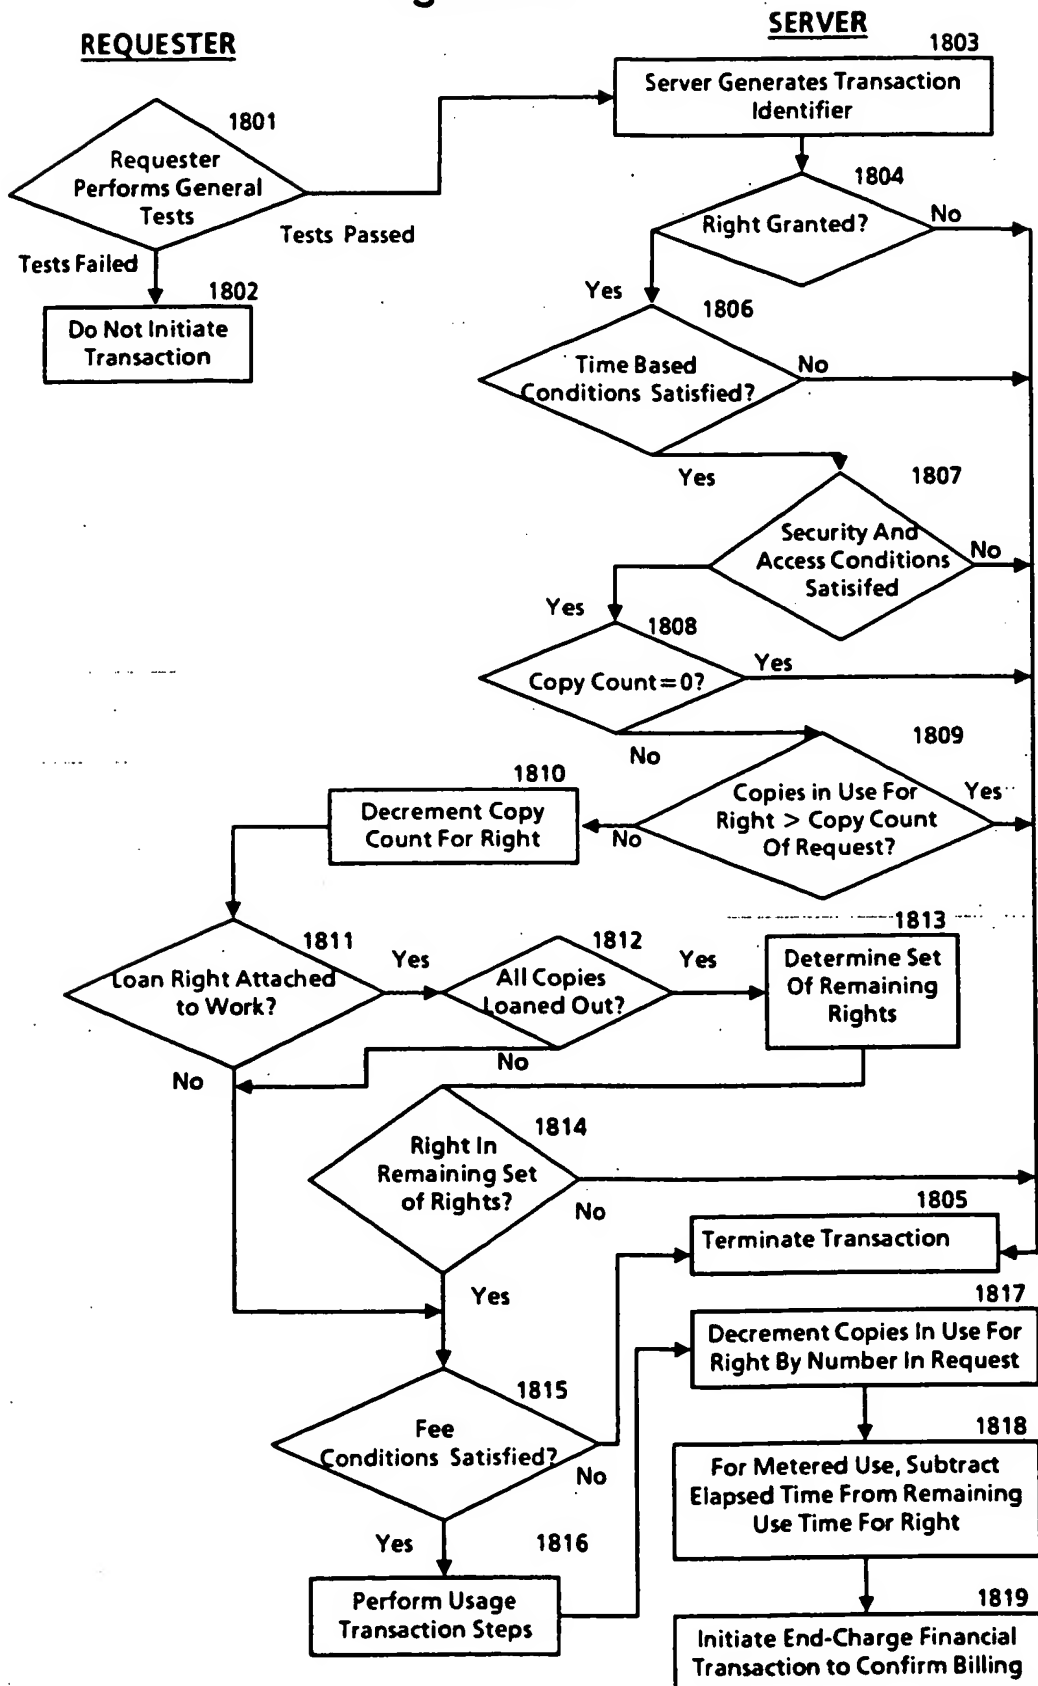 REQUESTER
SERVER
1803
Server Generates Transaction
Identifier
1801
Requester
Performs General
Tests
Tests Passed
Tests Failed
1802
Do Not Initiate
Transaction
1804
Right Granted?
No
Yes
1806
Time Based
Conditions Satisfied?
No
Yes
1807
Security And
Access Conditions
Satisifed
No
Yes
1808
Copy Count=0?
Yes
No
1809
Copies in Use For
Right > Copy Count
Of Request?
Yes
No
1810
Decrement Copy
Count For Right
1811
Loan Right Attached
to Work?
Yes
No
1812
All Copies
Loaned Out?
Yes
No
1813
Determine Set
Of Remaining
Rights
1814
Right In
Remaining Set
of Rights?
No
Yes
1805
Terminate Transaction
1815
Fee
Conditions Satisfied?
No
Yes
1816
Perform Usage
Transaction Steps
1817
Decrement Copies In Use For
Right By Number In Request
1818
For Metered Use, Subtract
Elapsed Time From Remaining
Use Time For Right
1819
Initiate End-Charge Financial
Transaction to Confirm Billing